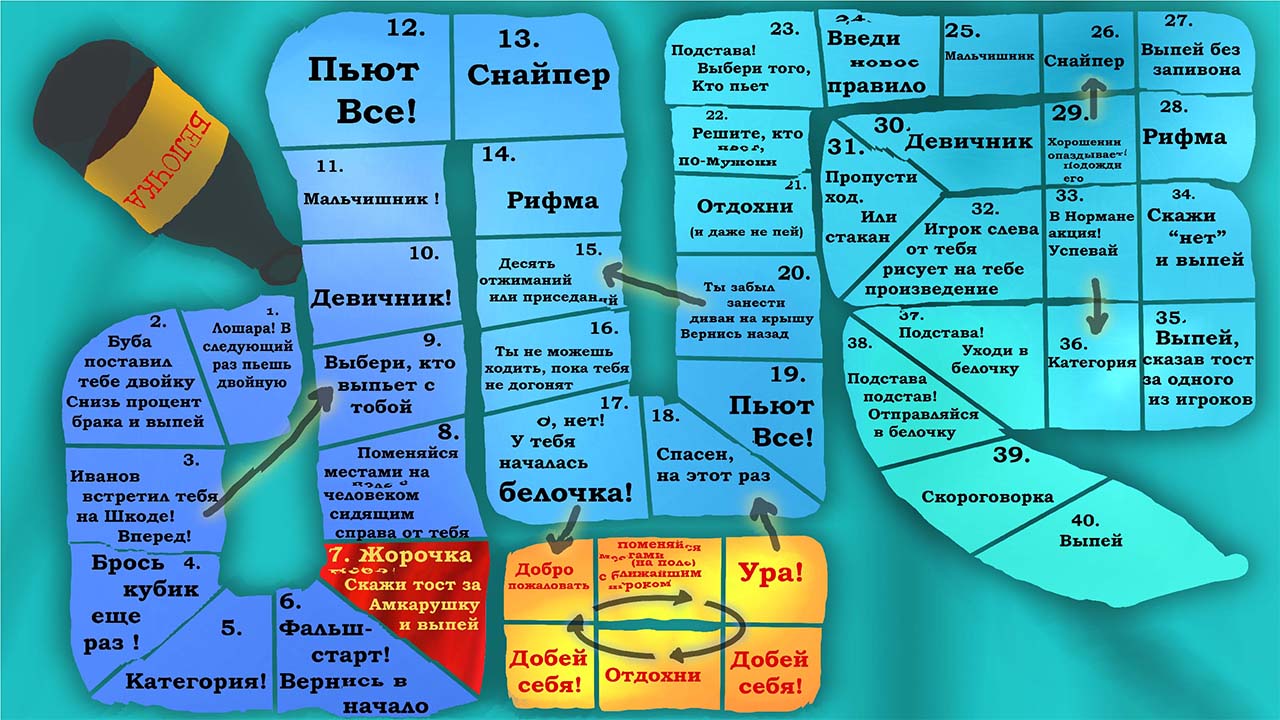 БЕЛОЧКА
1.
Лошара! В
следующий
раз пьешь
двойную
2.
Буба
поставил
тебе двойку
Снизь процент
брака и выпей
3.
Иванов
встретил тебя
на Шкоде!
Вперед!
4.
Брось
кубик
еще
раз !
5.
Категория!
6.
Фальш-
старт!
Вернись в
начало
7. Жорочка
Скажи тост за
Амкарушку
и выпей
8.
Поменяйся
местами на
человеком
сидящим
справа от тебя
9.
Выбери, кто
выпьет с
тобой
10.
Девичник!
11.
Мальчишник !
12.
Пьют
Все!
13.
Снайпер
14.
Рифма
15.
Десять
отжиманий
или приседаний
16.
Ты не можешь
ходить, пока тебя
не догонят
17.
О, нет!
У тебя
началась
белочка!
18.
Спасен,
на этот раз
19.
Пьют
Все!
20.
Ты забыл
занести
диван на крышу
Вернись назад
21.
Отдохни
(и даже не пей)
22.
Решите, кто
по-мужски
23.
Подстава!
Выбери того,
Кто пьет
24.
Введи
новое
правило
25.
Мальчишник
26.
Снайпер
27.
Выпей без
запивона
28.
Рифма
29.
Хорошенин
опаздывает
Подожди
его
30.
Девичник
31.
Пропусти
ход.
Или
стакан
32.
Игрок слева
от тебя
рисует на тебе
произведение
33.
В Нормане
акция!
Успевай
34.
Скажи
“нет”
и выпей
35.
Выпей,
сказав тост
за одного
из игроков
36.
Категория
37.
Подстава!
Уходи в
белочку
38.
Подстава
подстав!
Отправляйся
в белочку
39.
Скороговорка
40.
Выпей
Добро
пожаловать
поменяйся
местами
(на поле)
с ближайшим
игроком
Ура!
Добей
себя!
Отдохни
Добей
себя!